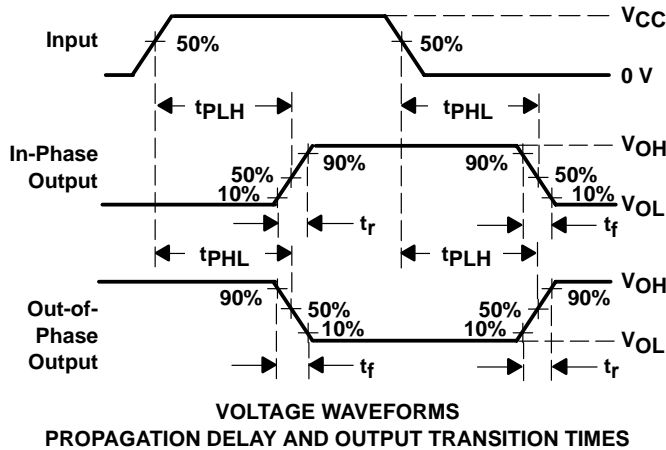 Input
50%
50%
VCC
0 V
tPLH
tPHL
In-Phase
Output
50%
10%
90%
90%
50%
10%
VOH
VOL
tr
tf
tPHL
tPLH
Out-of-
Phase
Output
90%
50%
10%
50%
10%
90%
VOH
VOL
tf
tr
VOLTAGE WAVEFORMS
PROPAGATION DELAY AND OUTPUT TRANSITION TIMES